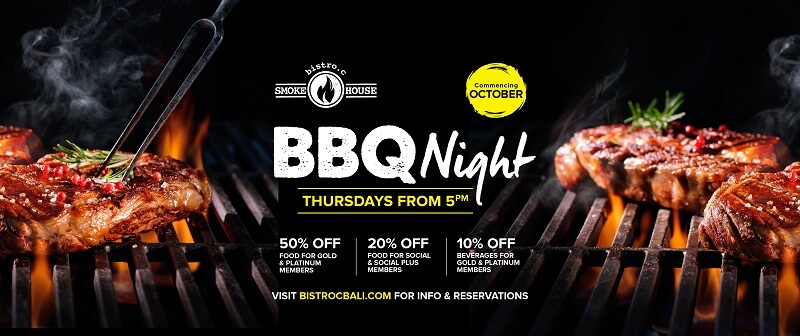 bistro.c
SMOKE HOUSE
Commencing
OCTOBER
BBQ Night
THURSDAYS FROM 5PM
50% OFF
FOOD FOR GOLD
& PLATINUM
MEMBERS
20% OFF
FOOD FOR SOCIAL
& SOCIAL PLUS
MEMBERS
10% OFF
BEVERAGES FOR
GOLD & PLATINUM
MEMBERS
VISIT BISTROCBALI.COM FOR INFO & RESERVATIONS